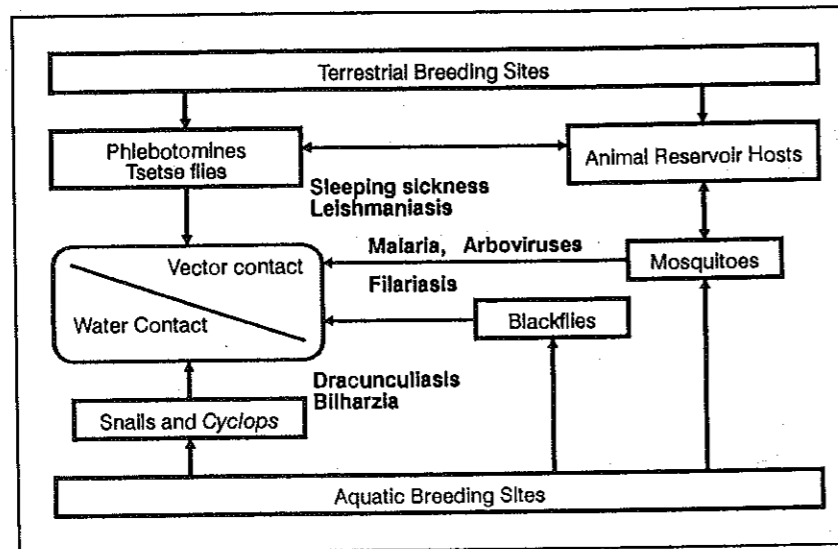 Terrestrial Breeding Sites
Phlebotomines
Tsetse flies
Animal Reservoir Hosts
Sleeping sickness
Leishmaniasis
Malaria, Arboviruses
Vector contact
Mosquitoes
Filariasis
Water Contact
Blackflies
Dracunculiasis
Bilharzia
Snails and Cyclops
Aquatic Breeding Sites